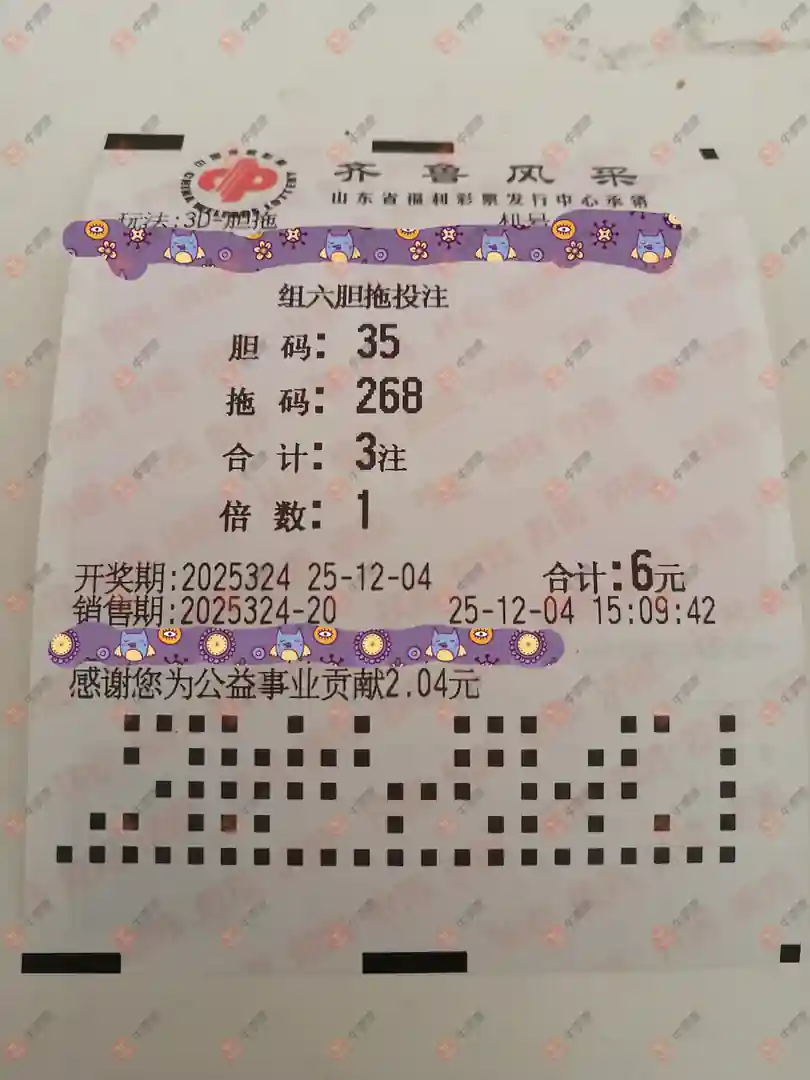 齐鲁风采
山东省福利彩票发行中心承销
玩法:3D-胆拖 机号
组六胆拖投注
胆 码: 35
拖 码: 268
合 计: 3注
倍 数: 1
开奖期:2025324 25-12-04 合计:6元
销售期:2025324-20 25-12-04 15:09:42
感谢您为公益事业贡献2.04元